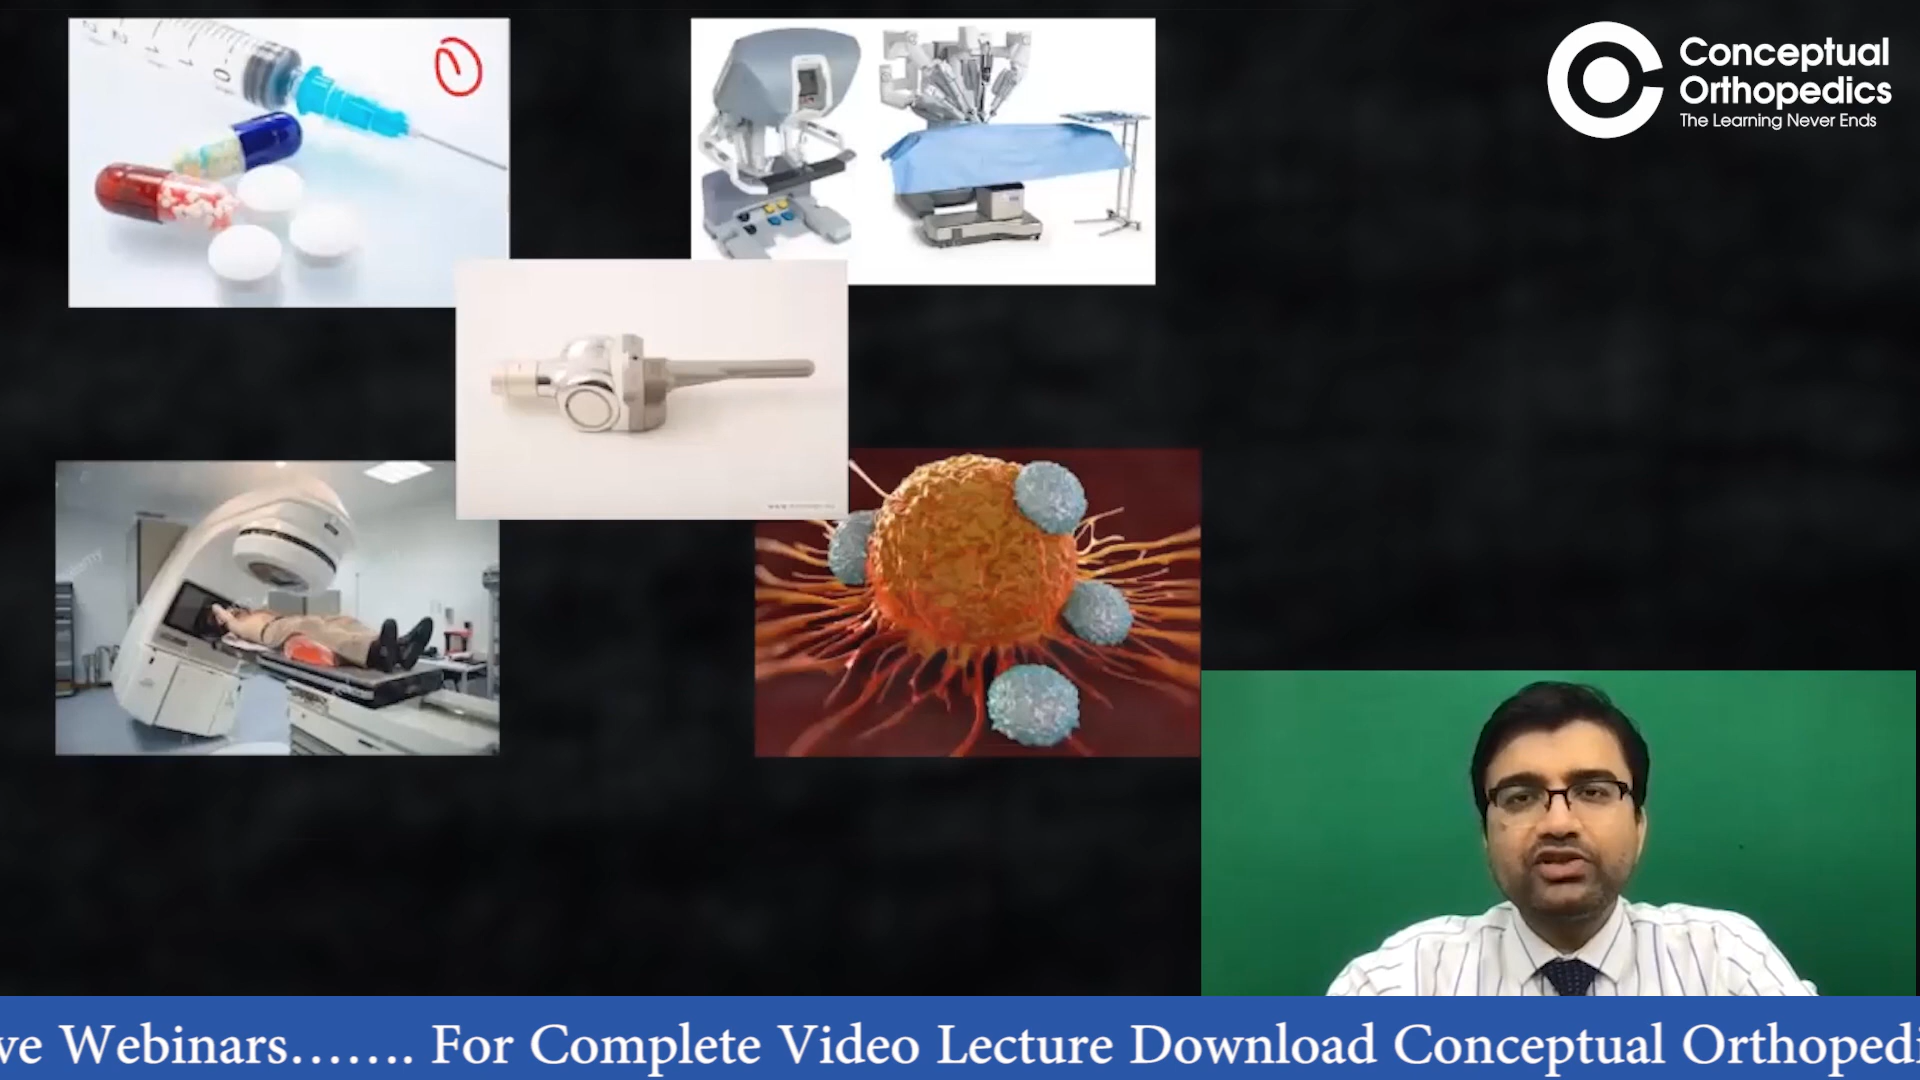 Conceptual
Orthopedics
The Learning Never Ends
ve Webinars....... For Complete Video Lecture Download Conceptual Orthopedi